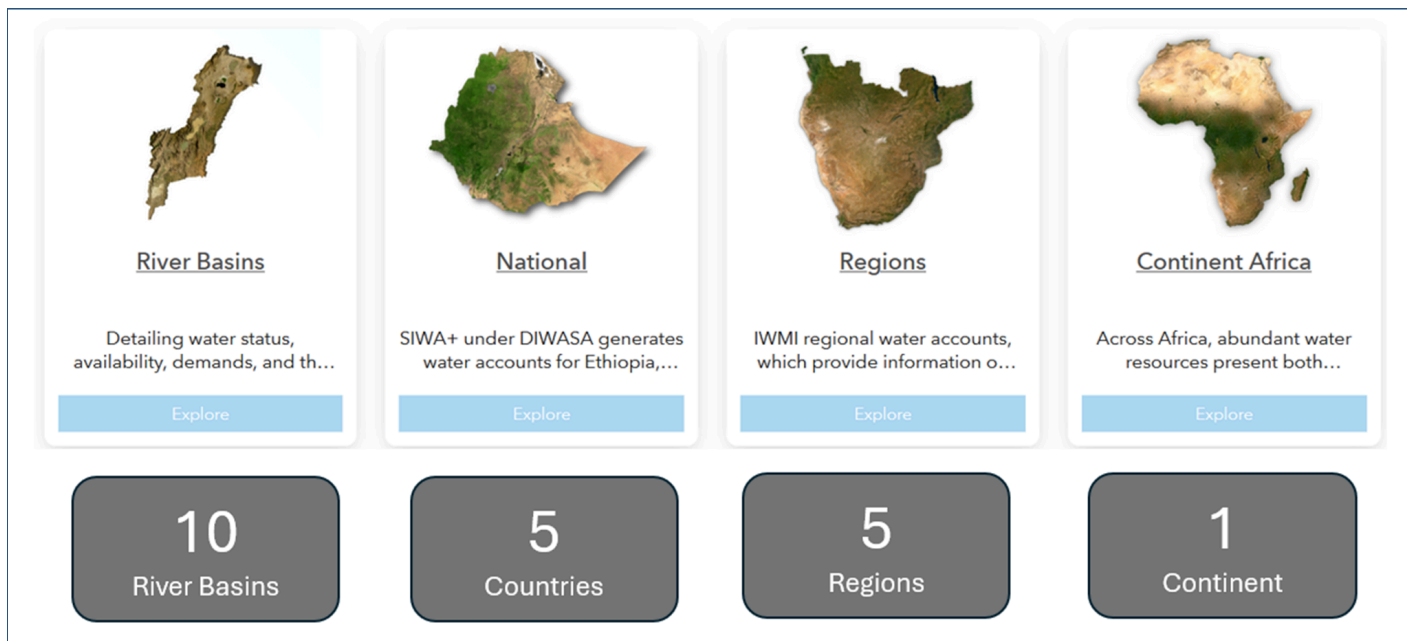 River Basins
Detailing water status,
availability, demands, and th...
Explore
National
SIWA+ under DIWASA generates
water accounts for Ethiopia,...
Explore
Regions
IWMI regional water accounts,
which provide information o...
Explore
Continent Africa
Across Africa, abundant water
resources present both...
Explore
10
River Basins
5
Countries
5
Regions
1
Continent